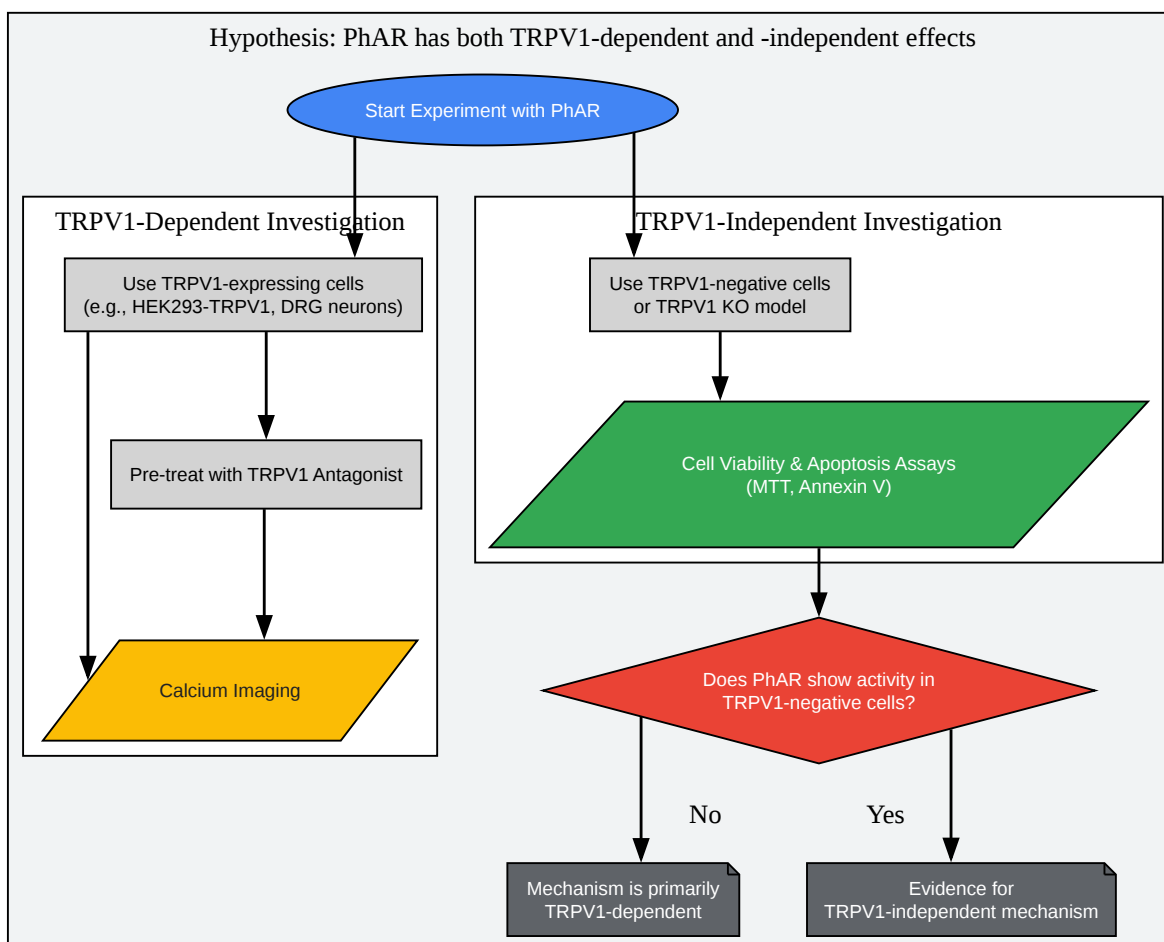 Hypothesis: PhAR has both TRPV1-dependent and -independent effects
Start Experiment with PhAR
TRPV1-Dependent Investigation
Use TRPV1-expressing cells
(e.g., HEK293-TRPV1, DRG neurons)
Pre-treat with TRPV1 Antagonist
Calcium Imaging
TRPV1-Independent Investigation
Use TRPV1-negative cells
or TRPV1 KO model
Cell Viability & Apoptosis Assays
(MTT, Annexin V)
Does PhAR show activity in
TRPV1-negative cells?
No
Yes
Mechanism is primarily
TRPV1-dependent
Evidence for
TRPV1-independent mechanism